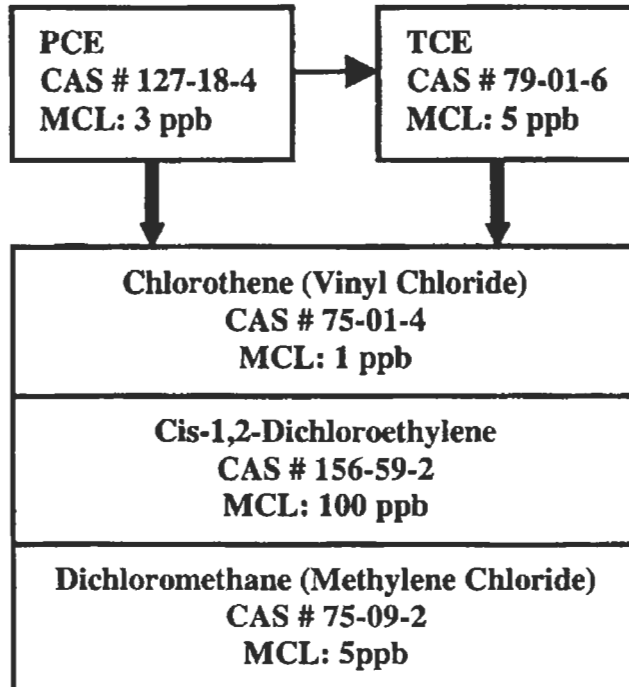 PCE
CAS # 127-18-4
MCL: 3 ppb
TCE
CAS # 79-01-6
MCL: 5 ppb
Chlorothene (Vinyl Chloride)
CAS # 75-01-4
MCL: 1 ppb
Cis-1,2-Dichloroethylene
CAS # 156-59-2
MCL: 100 ppb
Dichloromethane (Methylene Chloride)
CAS # 75-09-2
MCL: 5ppb